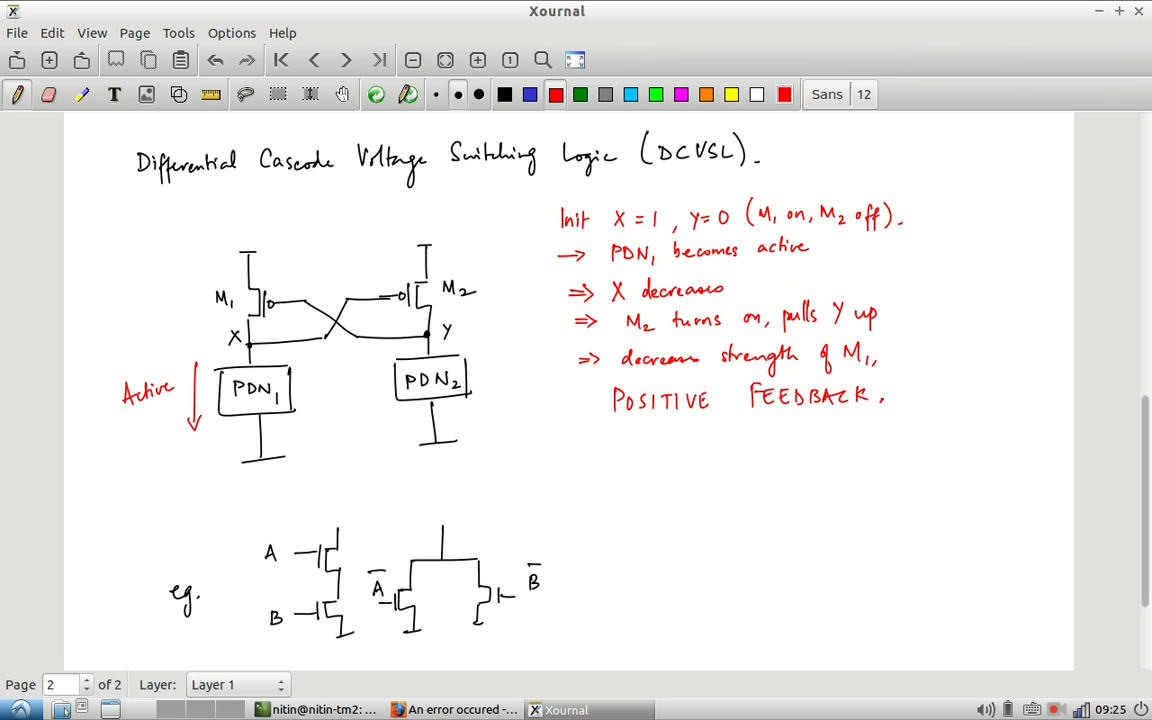 Xournal
File Edit View Page Tools Options Help
Sans 12
Differential Cascode Voltage Switching Logic (DCVSL).
Init X = 1, Y = 0 (M1 on, M2 off).
→ PDN1 becomes active
⇒ X decreases
⇒ M2 turns on, pulls Y up
⇒ decreases strength of M1,
POSITIVE FEEDBACK.
M1 M2
X Y
Active
PDN1 PDN2
eg.
A A̅ B̅
B
Page 2 of 2 Layer: Layer 1
nitin@nitin-tm2: ... An error occured -... Xournal 09:25